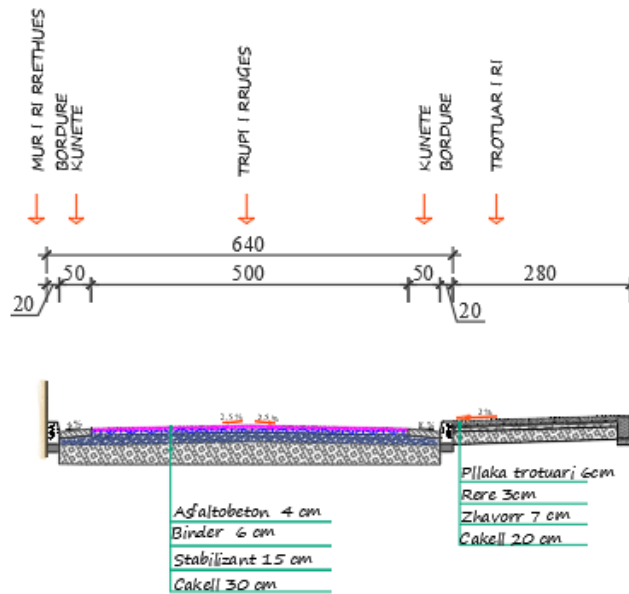 MUR I RI RRETHUES
BORDURE
KUNETE
TRUPI I RRUGES
KUNETE
BORDURE
TROTUAR I RI
640
50
500
50
280
20
20
2.5%
2.5%
2%
Asfaltobeton 4 cm
Binder 6 cm
Stabilizant 15 cm
Cakell 30 cm
Pllaka trotuari 6cm
Rere 3cm
Zhavorr 7 cm
Cakell 20 cm